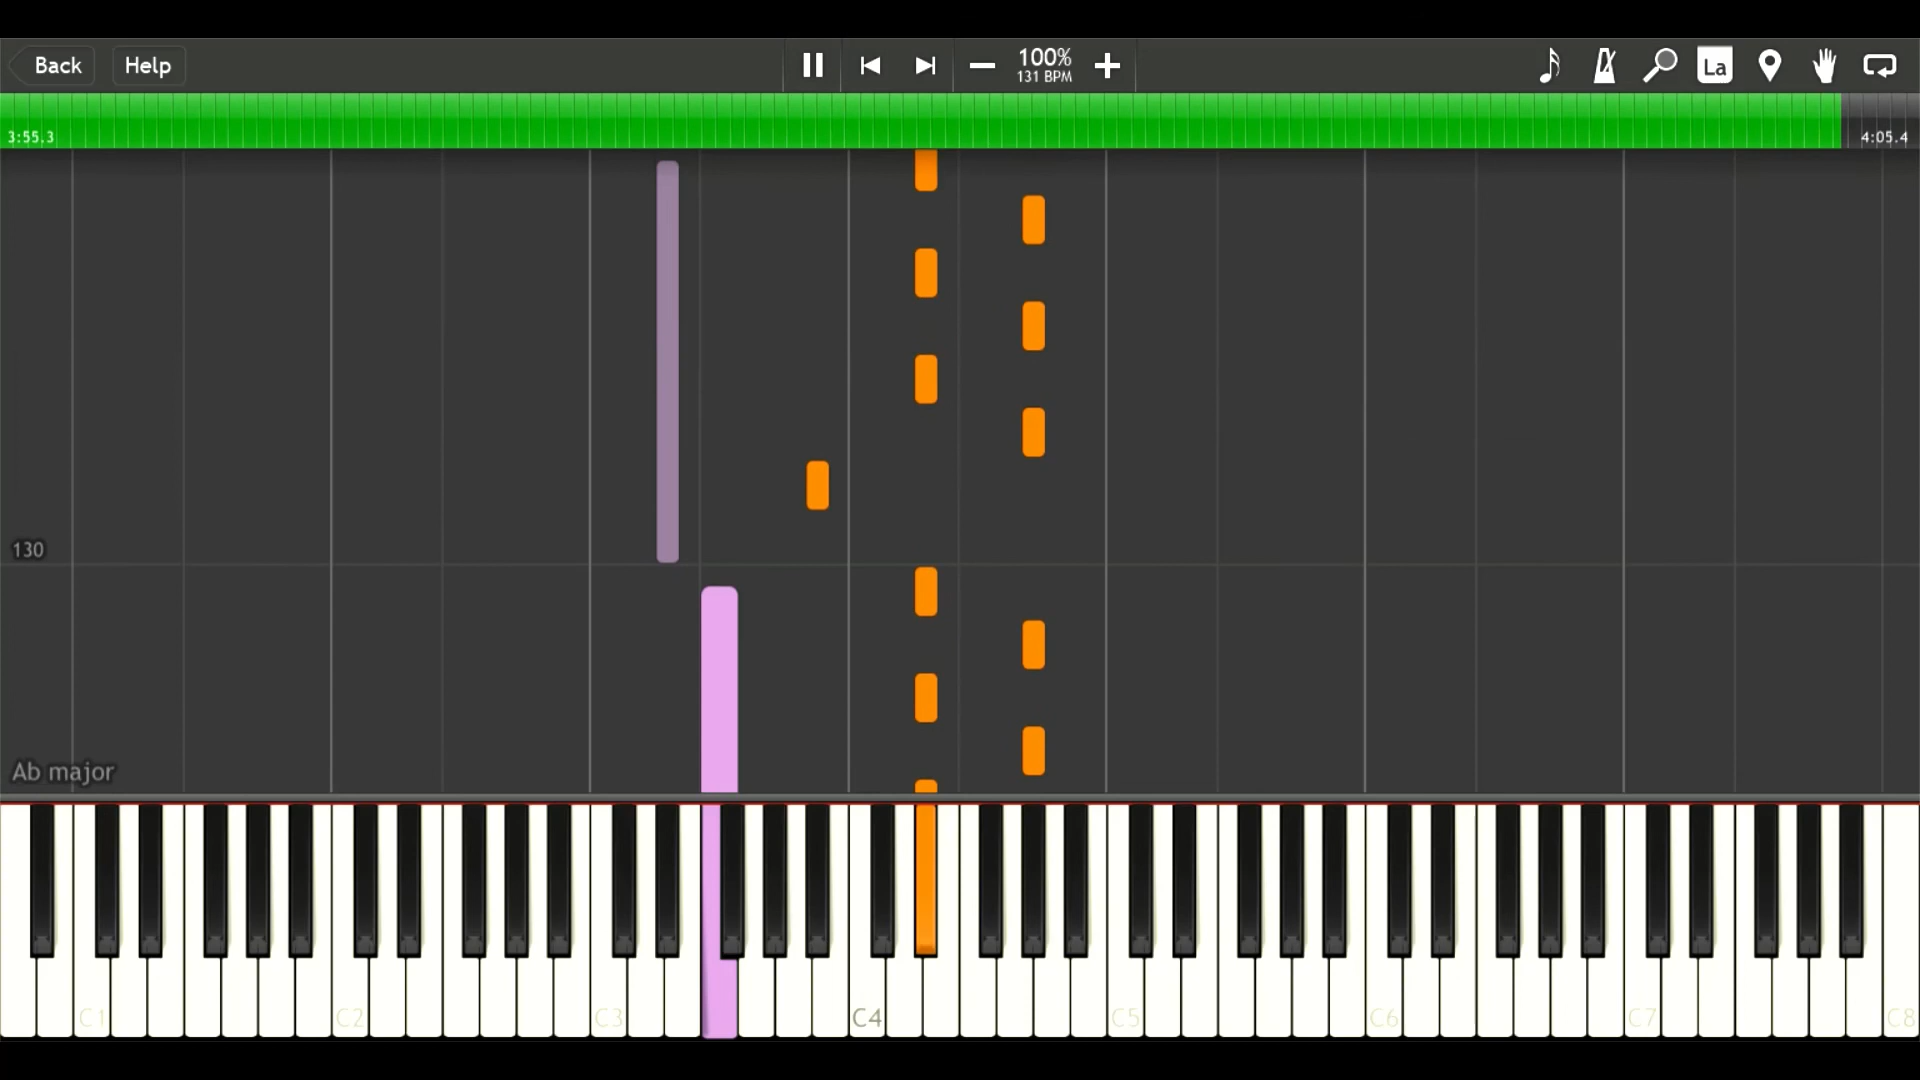 Back
Help
100%
131 BPM
La
3:55.3
4:05.4
130
Ab major
C1
C2
C3
C4
C5
C6
C7
C8